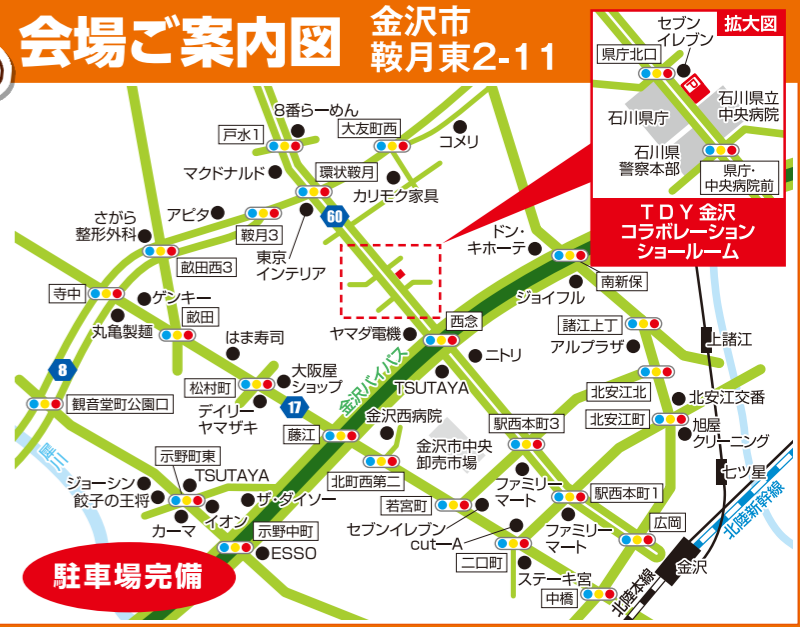 会場ご案内図
金沢市
鞍月東2-11
拡大図
セブン
イレブン
県庁北口
P
石川県庁
石川県立
中央病院
石川県
警察本部
県庁・
中央病院前
TDY金沢
コラボレーション
ショールーム
8番らーめん
戸水1
大友町西
コメリ
マクドナルド
環状鞍月
カリモク家具
アピタ
60
さがら
整形外科
鞍月3
東京
インテリア
ドン・
キホーテ
畝田西3
南新保
寺中
ゲンキー
ジョイフル
丸亀製麺
畝田
西念
諸江上丁
はま寿司
ヤマダ電機
アルプラザ
上諸江
ニトリ
8
金沢バイパス
大阪屋
ショップ
松村町
TSUTAYA
北安江北
北安江交番
17
観音堂町公園口
デイリー
ヤマザキ
金沢西病院
北安江町
旭屋
クリーニング
藤江
駅西本町3
金沢市中央
卸売市場
犀川
示野町東
TSUTAYA
北町西第二
七ツ星
ジョーシン
餃子の王将
ザ・ダイソー
ファミリー
マート
駅西本町1
若宮町
イオン
カーマ
セブンイレブン
cut—A
ファミリー
マート
広岡
北陸新幹線
示野中町
ESSO
二口町
ステーキ宮
金沢
駐車場完備
中橋
北陸本線